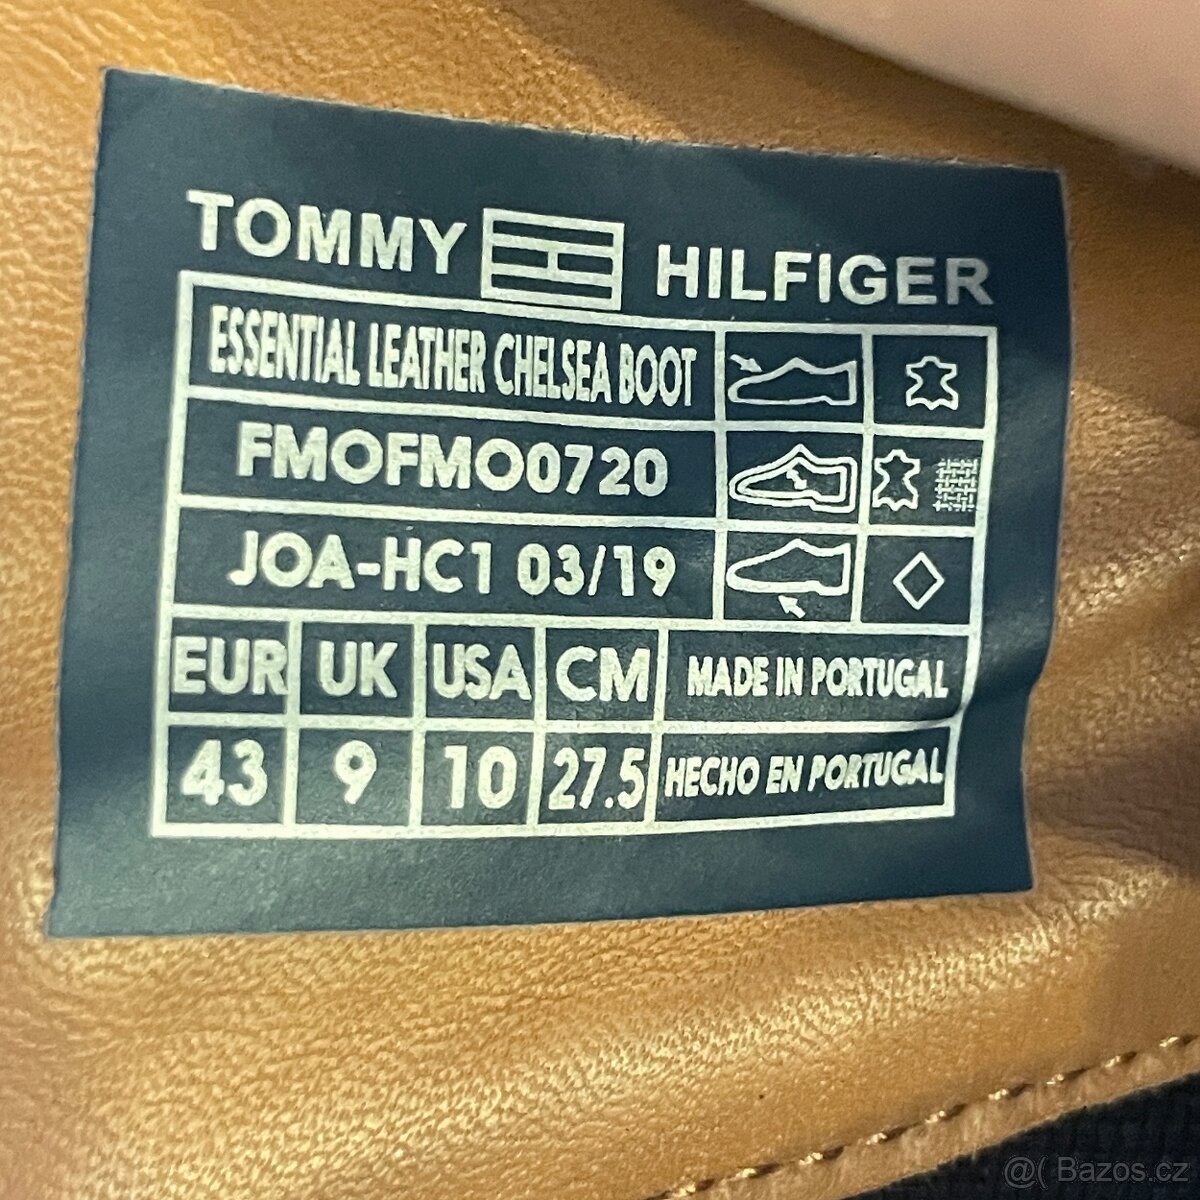 TOMMY HILFIGER
ESSENTIAL LEATHER CHELSEA BOOT
FMOFMO0720
JOA-HC1 03/19
EUR UK USA CM MADE IN PORTUGAL
43 9 10 27.5 HECHO EN PORTUGAL
@( Bazos.cz